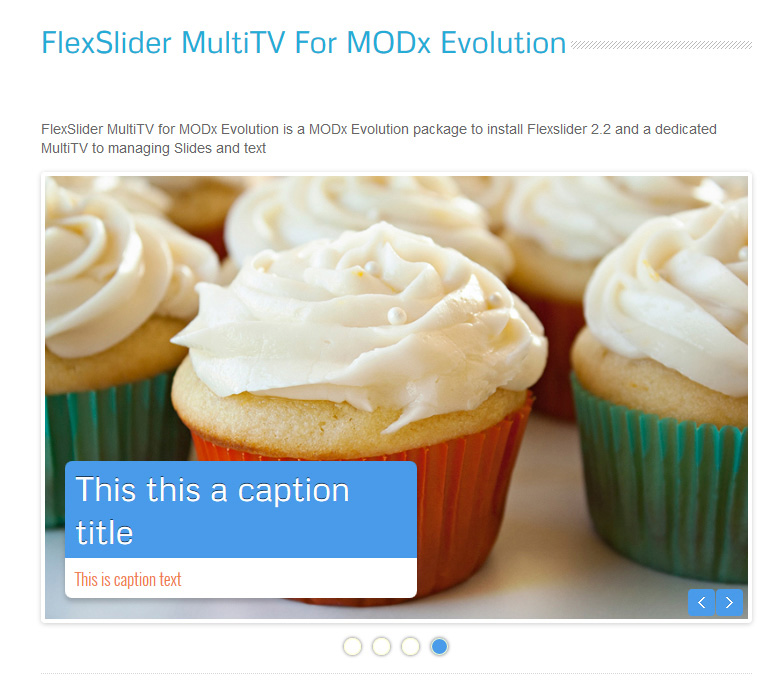 FlexSlider MultiTV For MODx Evolution
FlexSlider MultiTV for MODx Evolution is a MODx Evolution package to install Flexslider 2.2 and a dedicated
MultiTV to managing Slides and text
This this a caption
title
This is caption text